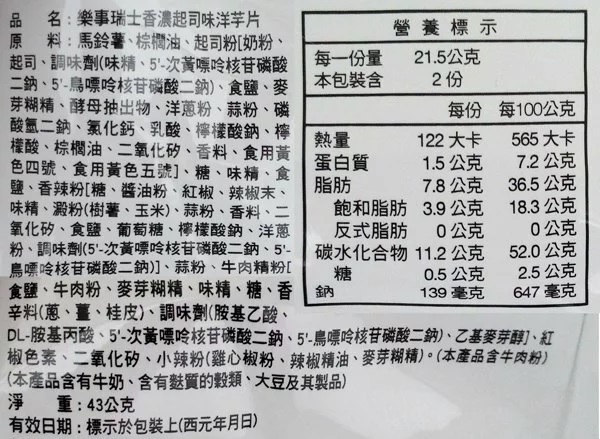 品　　名：樂事瑞士香濃起司味洋芋片
原　　料：馬鈴薯、棕櫚油、起司粉[奶粉、
起司、調味劑(味精、5'-次黃嘌呤核苷磷酸
二鈉、5'-鳥嘌呤核苷磷酸二鈉)、食鹽、麥
芽糊精、酵母抽出物、洋蔥粉、蒜粉、磷
酸氫二鈉、氯化鈣、乳酸、檸檬酸鈉、檸
檬酸、棕櫚油、二氧化矽、香料、食用黃
色四號、食用黃色五號]、糖、味精、食
鹽、香辣粉[糖、醬油粉、紅椒、辣椒末、
味精、澱粉(樹薯、玉米)、蒜粉、香料、二
氧化矽、食鹽、葡萄糖、檸檬酸鈉、洋蔥
粉、調味劑(5'-次黃嘌呤核苷磷酸二鈉、5'-
鳥嘌呤核苷磷酸二鈉)]、蒜粉、牛肉精粉[
食鹽、牛肉粉、麥芽糊精、味精、糖、香
辛料(蔥、薑、桂皮)、調味劑(胺基乙酸、
DL-胺基丙酸、5'-次黃嘌呤核苷磷酸二鈉、5'-鳥嘌呤核苷磷酸二鈉)、乙基麥芽醇]、紅
椒色素、二氧化矽、小辣粉(雞心椒粉、辣椒精油、麥芽糊精)。(本產品含牛肉粉)
(本產品含有牛奶、含有麩質的穀類、大豆及其製品)
淨　　重：43公克
有效日期：標示於包裝上(西元年月日)
營養標示
每一份量 21.5公克
本包裝含 2份
每份 每100公克
熱量 122 大卡 565 大卡
蛋白質 1.5 公克 7.2 公克
脂肪 7.8 公克 36.5 公克
飽和脂肪 3.9 公克 18.3 公克
反式脂肪 0 公克 0 公克
碳水化合物 11.2 公克 52.0 公克
糖 0.5 公克 2.5 公克
鈉 139 毫克 647 毫克